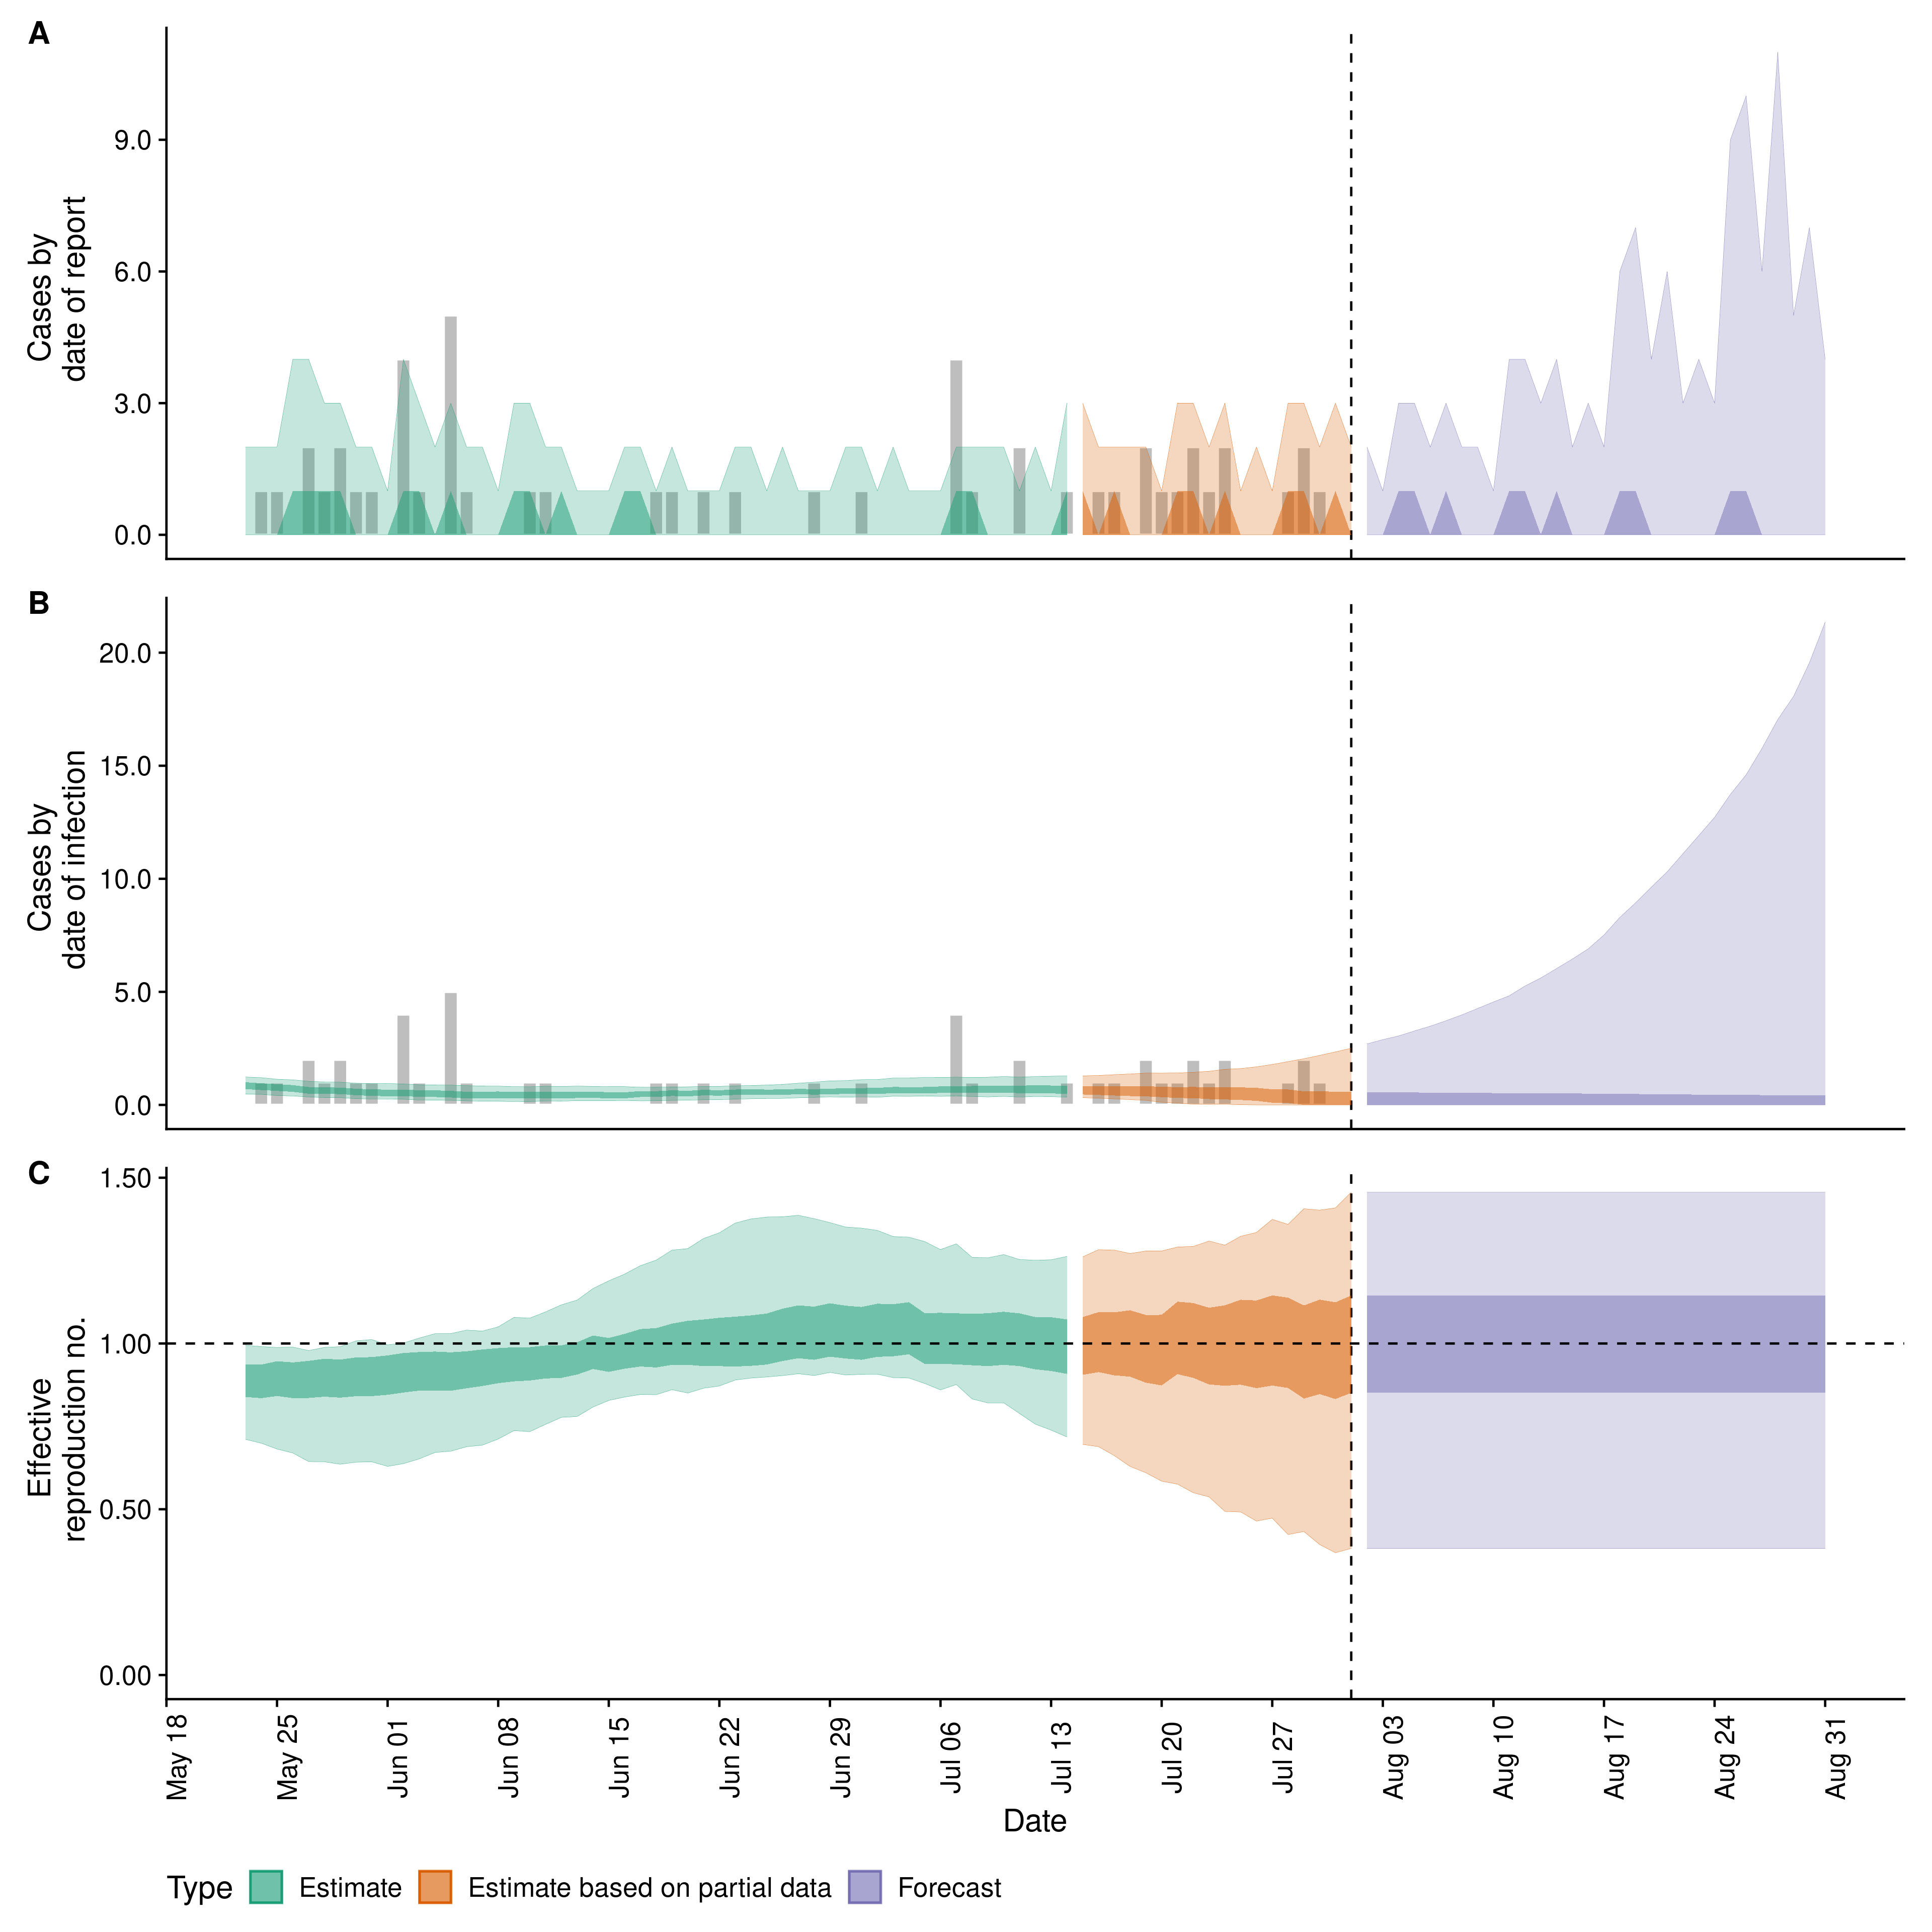 A
Cases by
date of report
9.0
6.0
3.0
0.0
B
Cases by
date of infection
20.0
15.0
10.0
5.0
0.0
C
Effective
reproduction no.
1.50
1.00
0.50
0.00
May 18
May 25
Jun 01
Jun 08
Jun 15
Jun 22
Jun 29
Jul 06
Jul 13
Jul 20
Jul 27
Aug 03
Aug 10
Aug 17
Aug 24
Aug 31
Date
Type Estimate Estimate based on partial data Forecast